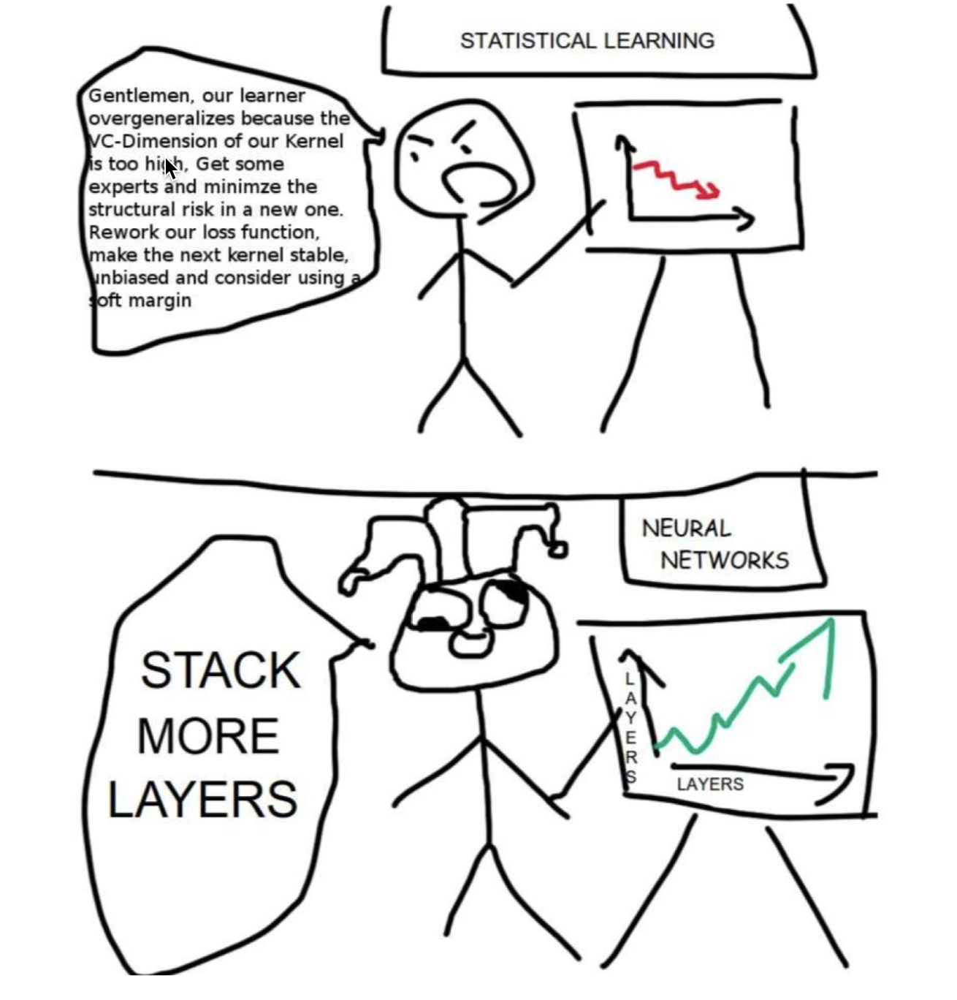 STATISTICAL LEARNING
Gentlemen, our learner
overgeneralizes because the
VC-Dimension of our Kernel
is too high, Get some
experts and minimze the
structural risk in a new one.
Rework our loss function,
make the next kernel stable,
unbiased and consider using a
soft margin
NEURAL
NETWORKS
STACK
MORE
LAYERS
LAYERS
LAYERS